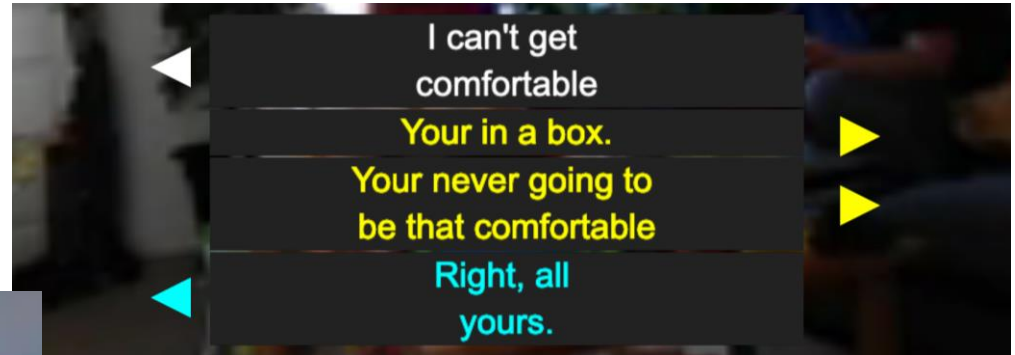 I can't get
comfortable
Your in a box.
Your never going to
be that comfortable
Right, all
yours.